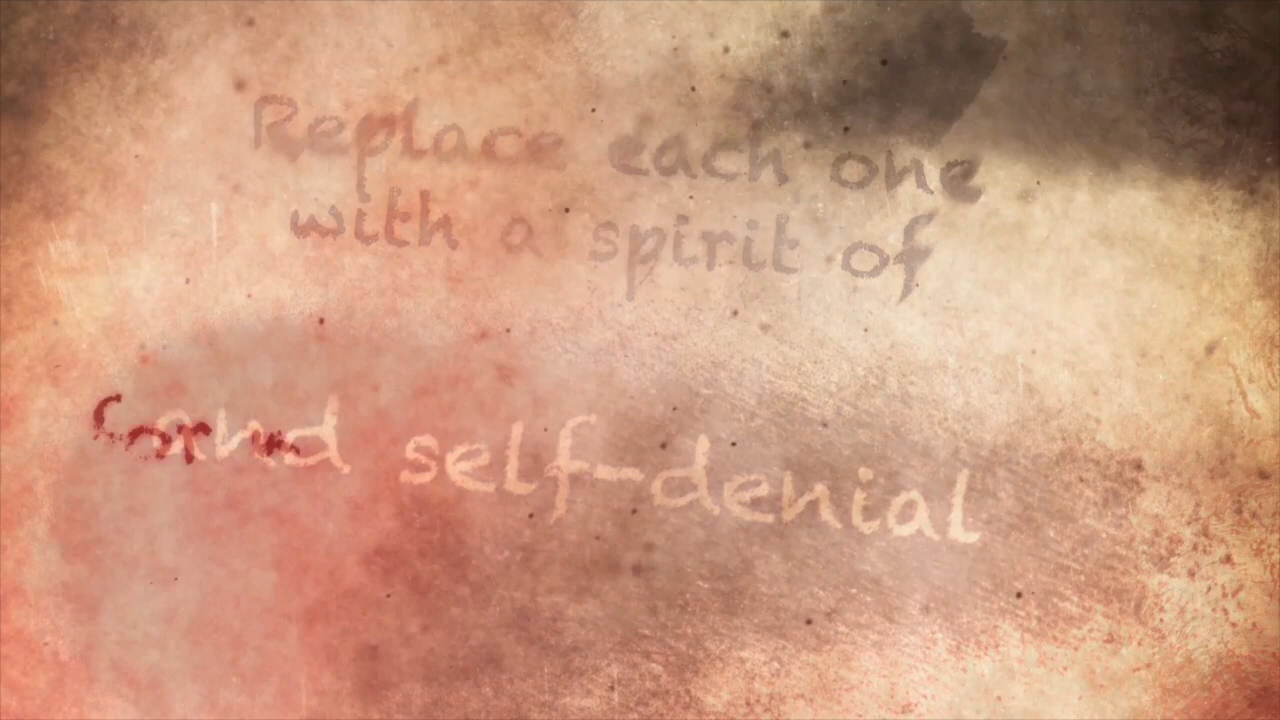 Replace each one
with a spirit of
and self-denial